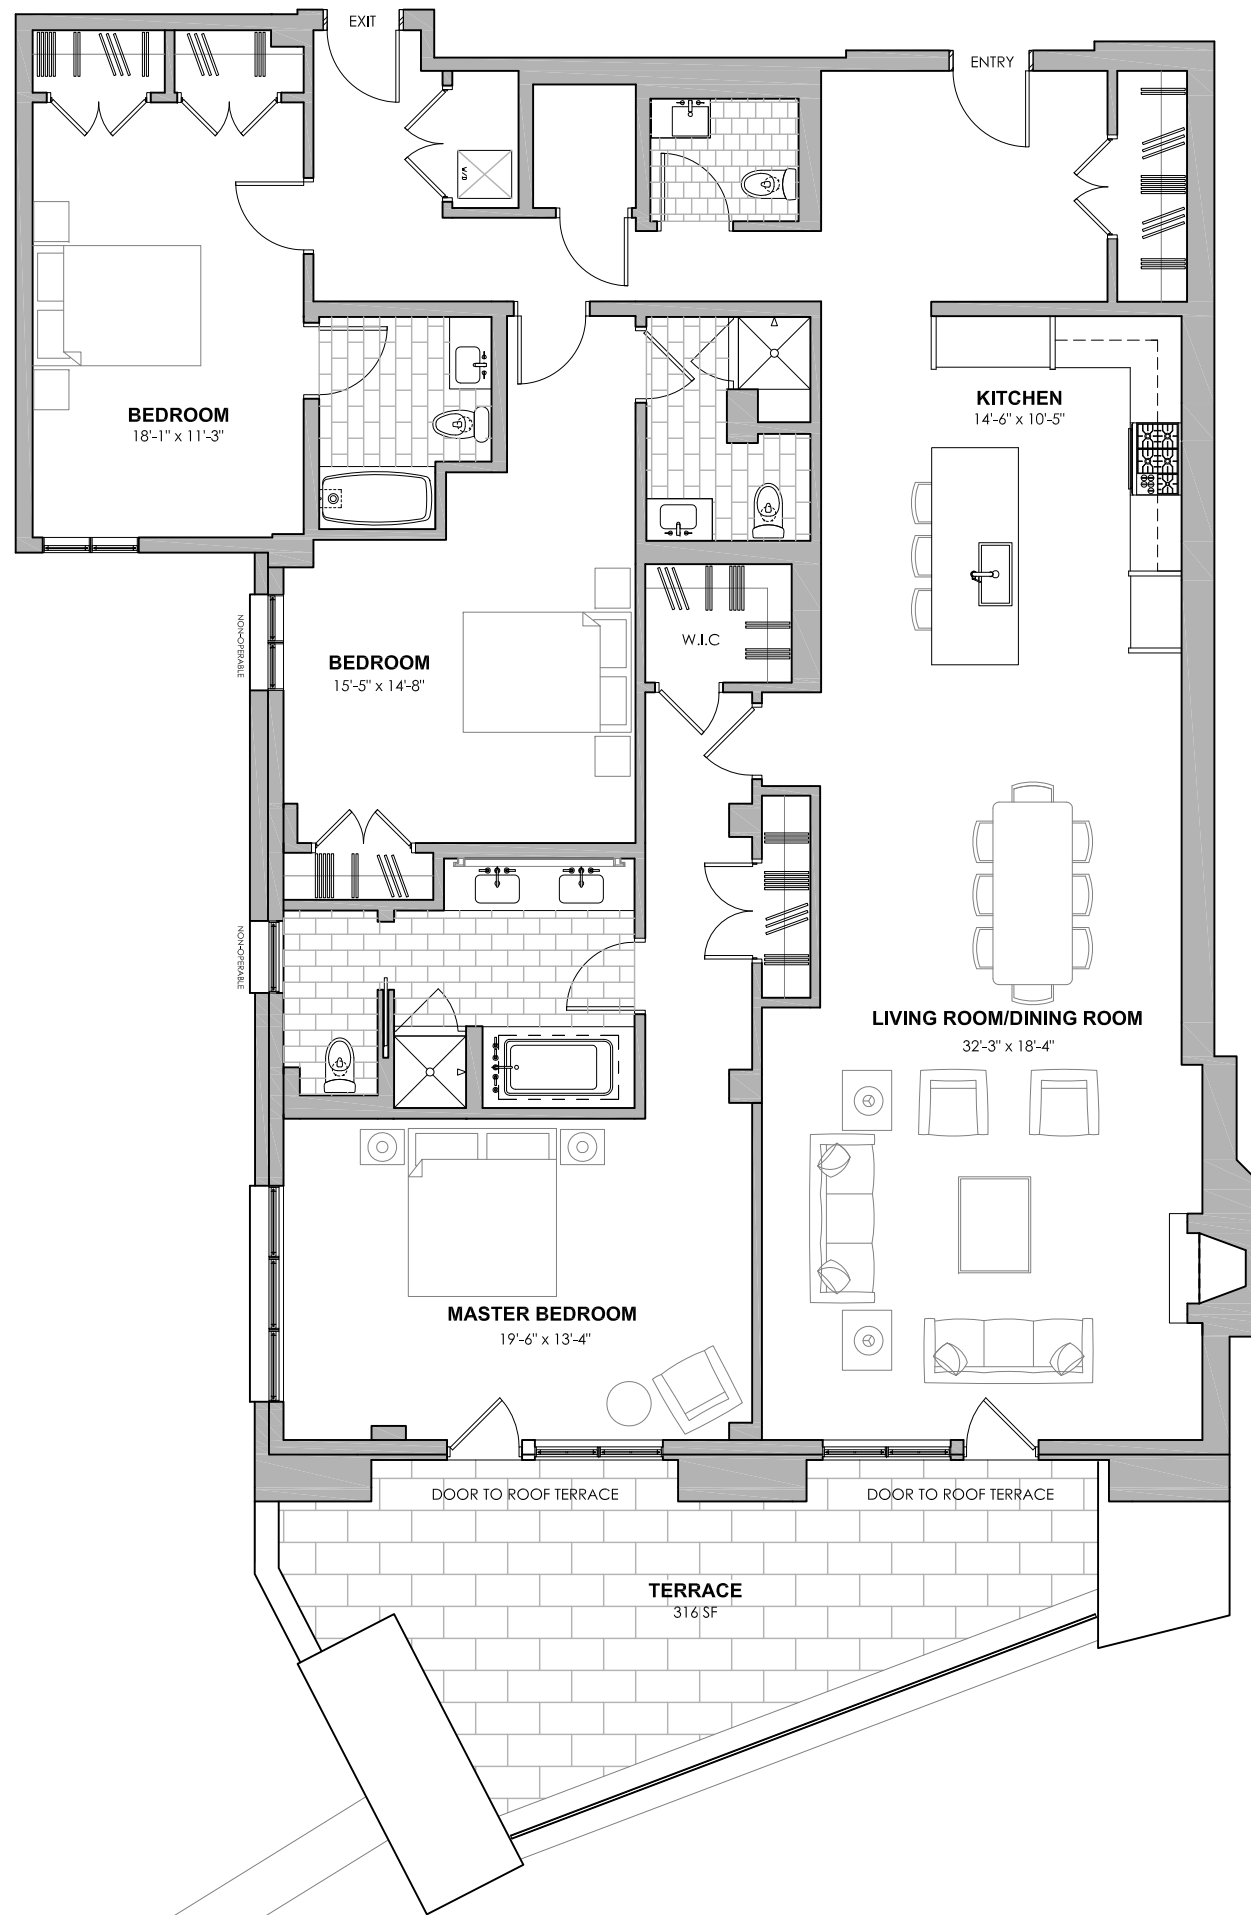 EXIT
ENTRY
W/D
BEDROOM
18'-1" x 11'-3"
KITCHEN
14'-6" x 10'-5"
NON-OPERABLE
W.I.C
BEDROOM
15'-5" x 14'-8"
NON-OPERABLE
LIVING ROOM/DINING ROOM
32'-3" x 18'-4"
MASTER BEDROOM
19'-6" x 13'-4"
DOOR TO ROOF TERRACE
DOOR TO ROOF TERRACE
TERRACE
316 SF